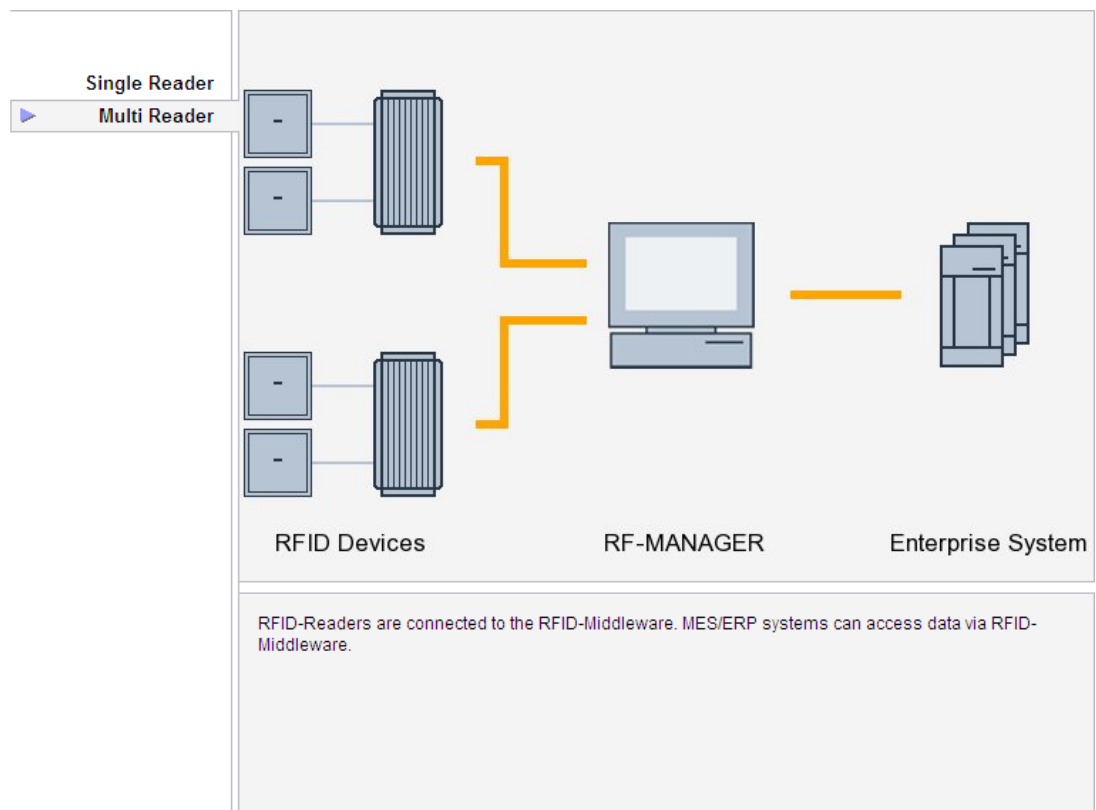 Single Reader
Multi Reader
RFID Devices
RF-MANAGER
Enterprise System
RFID-Readers are connected to the RFID-Middleware. MES/ERP systems can access data via RFID-
Middleware.